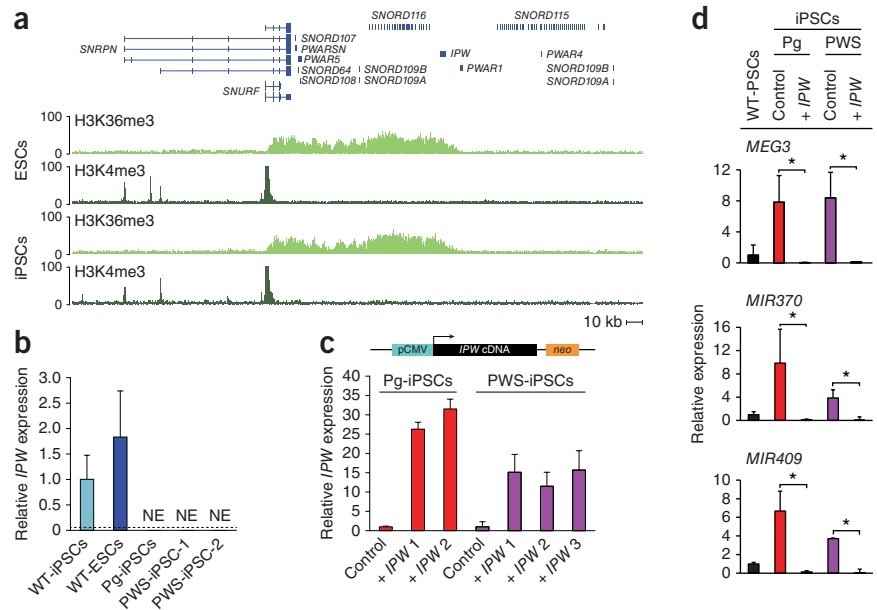 a
SNORD116
SNORD115
SNORD107
SNRPN
PWARSN
IPW
PWAR4
PWAR5
SNORD64
SNORD109B
PWAR1
SNORD109B
SNURF
SNORD108
SNORD109A
SNORD109A
ESCs
100
H3K36me3
0
100
H3K4me3
0
iPSCs
100
H3K36me3
0
100
H3K4me3
0
10 kb
b
Relative IPW expression
3.0
2.5
2.0
1.5
1.0
0.5
0
NE
NE
NE
WT-iPSCs
WT-ESCs
Pg-iPSCs
PWS-iPSC-1
PWS-iPSC-2
c
pCMV
IPW cDNA
neo
Pg-iPSCs
PWS-iPSCs
Relative IPW expression
40
35
30
25
20
15
10
5
0
Control
+ IPW 1
+ IPW 2
Control
+ IPW 1
+ IPW 2
+ IPW 3
d
iPSCs
Pg
PWS
WT-PSCs
Control
+ IPW
Control
+ IPW
Relative expression
MEG3
12
8
4
0
*
*
MIR370
16
12
8
4
0
*
*
MIR409
10
8
6
4
2
0
*
*